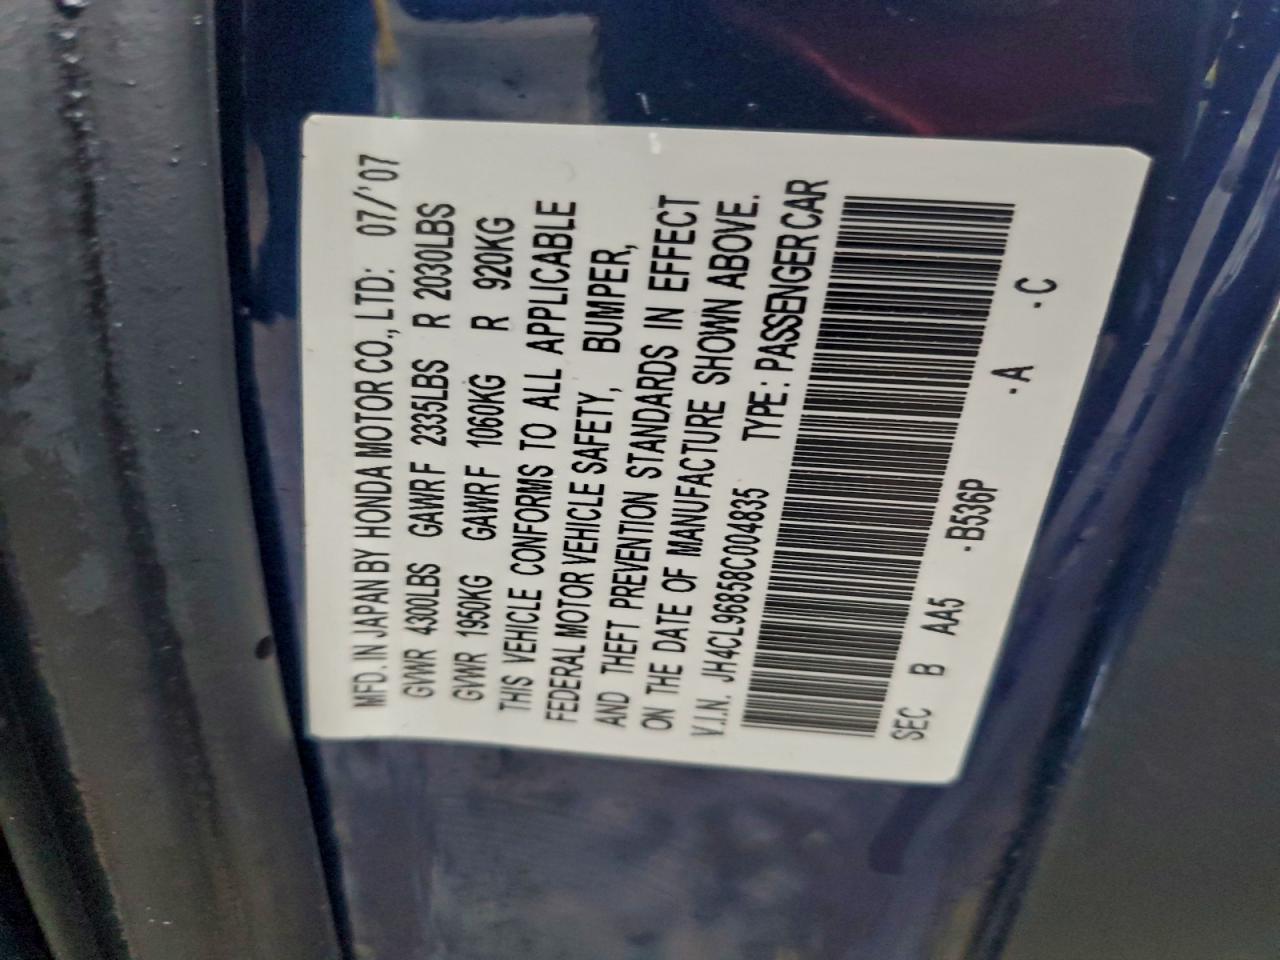 MFD. IN JAPAN BY HONDA MOTOR CO., LTD: 07/'07
GVWR 4300LBS GAWR F 2335LBS R 2030LBS
GVWR 1950KG GAWR F 1060KG R 920KG
THIS VEHICLE CONFORMS TO ALL APPLICABLE
FEDERAL MOTOR VEHICLE SAFETY, BUMPER,
AND THEFT PREVENTION STANDARDS IN EFFECT
ON THE DATE OF MANUFACTURE SHOWN ABOVE.
V.I.N. JH4CL96858C004835 TYPE: PASSENGER CAR
SEC B AA5 -B536P -A -C